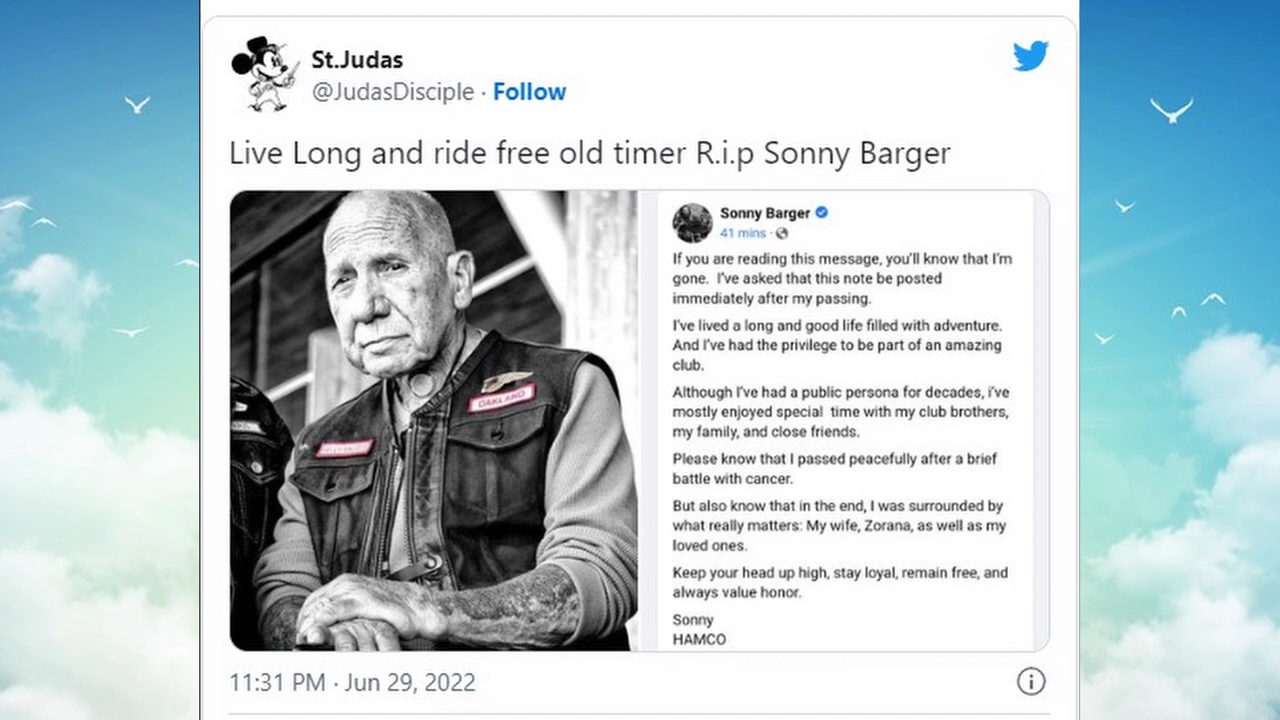 St.Judas
@JudasDisciple · Follow
Live Long and ride free old timer R.i.p Sonny Barger
OAKLAND
Sonny Barger
41 mins ·
If you are reading this message, you'll know that I'm
gone. I've asked that this note be posted
immediately after my passing.
I've lived a long and good life filled with adventure.
And I've had the privilege to be part of an amazing
club.
Although I've had a public persona for decades, i've
mostly enjoyed special time with my club brothers,
my family, and close friends.
Please know that I passed peacefully after a brief
battle with cancer.
But also know that in the end, I was surrounded by
what really matters: My wife, Zorana, as well as my
loved ones.
Keep your head up high, stay loyal, remain free, and
always value honor.
Sonny
HAMCO
11:31 PM · Jun 29, 2022